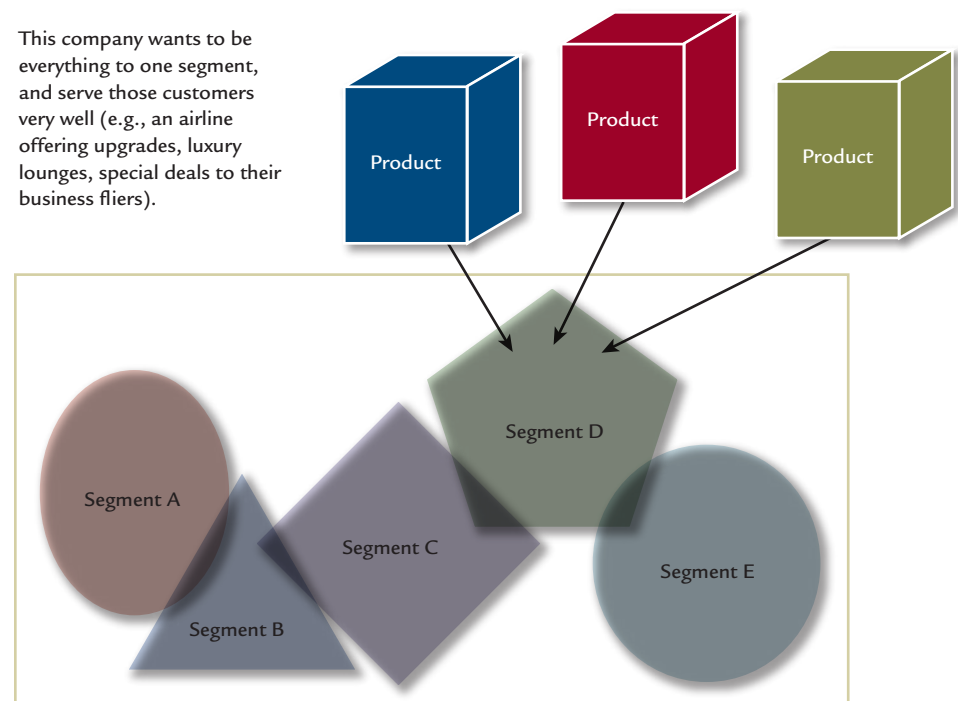 This company wants to be
everything to one segment,
and serve those customers
very well (e.g., an airline
offering upgrades, luxury
lounges, special deals to their
business fliers).
Product
Product
Product
Segment D
Segment A
Segment C
Segment E
Segment B